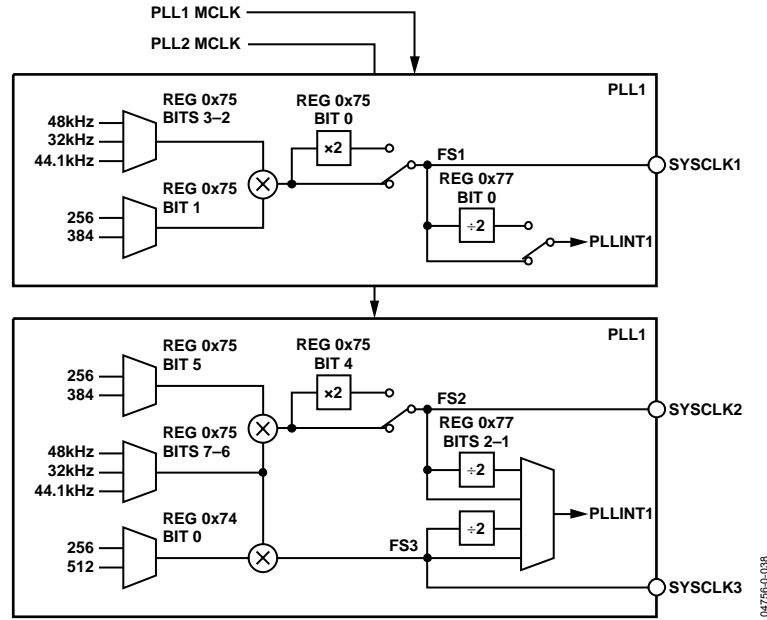 PLL1 MCLK
PLL2 MCLK
PLL1
REG 0x75
BITS 3–2
48kHz
32kHz
44.1kHz
REG 0x75
BIT 1
256
384
×
REG 0x75
BIT 0
×2
FS1
SYSCLK1
REG 0x77
BIT 0
÷2
PLLINT1
PLL1
REG 0x75
BIT 5
256
384
REG 0x75
BIT 4
×2
×
FS2
SYSCLK2
REG 0x75
BITS 7–6
48kHz
32kHz
44.1kHz
REG 0x77
BITS 2–1
÷2
PLLINT1
REG 0x74
BIT 0
256
512
×
÷2
FS3
SYSCLK3
04756-0-038